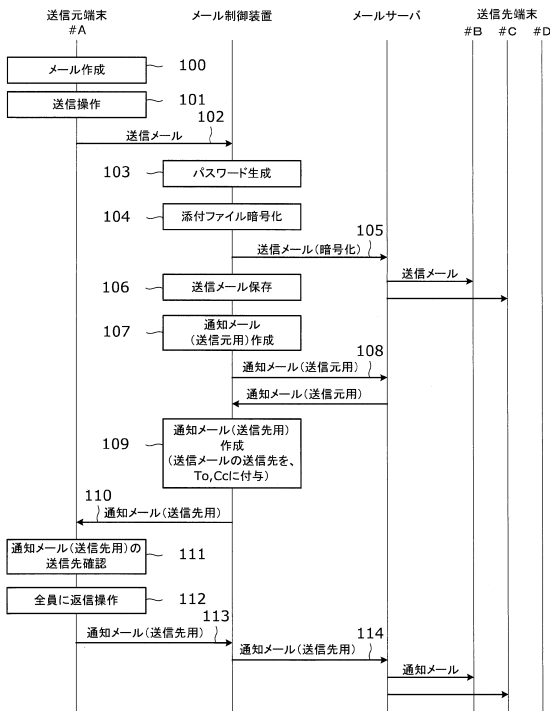 送信元端末
#A
メール制御装置
メールサーバ
送信先端末
#B
#C
#D
メール作成
100
送信操作
101
102
送信メール
103
パスワード生成
104
添付ファイル暗号化
105
送信メール(暗号化)
送信メール
106
送信メール保存
107
通知メール
(送信元用)作成
108
通知メール(送信元用)
通知メール(送信元用)
109
通知メール(送信先用)
作成
(送信メールの送信先を、
To,Ccに付与)
110
通知メール(送信先用)
通知メール(送信先用)の
送信先確認
111
全員に返信操作
112
113
通知メール(送信先用)
114
通知メール(送信先用)
通知メール